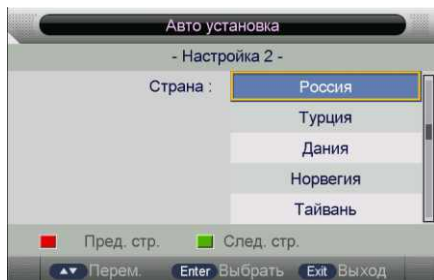 Авто установка
- Настройка 2 -
Страна : Россия
Турция
Дания
Норвегия
Тайвань
Пред. стр. След. стр.
Перем. Enter Выбрать Exit Выход